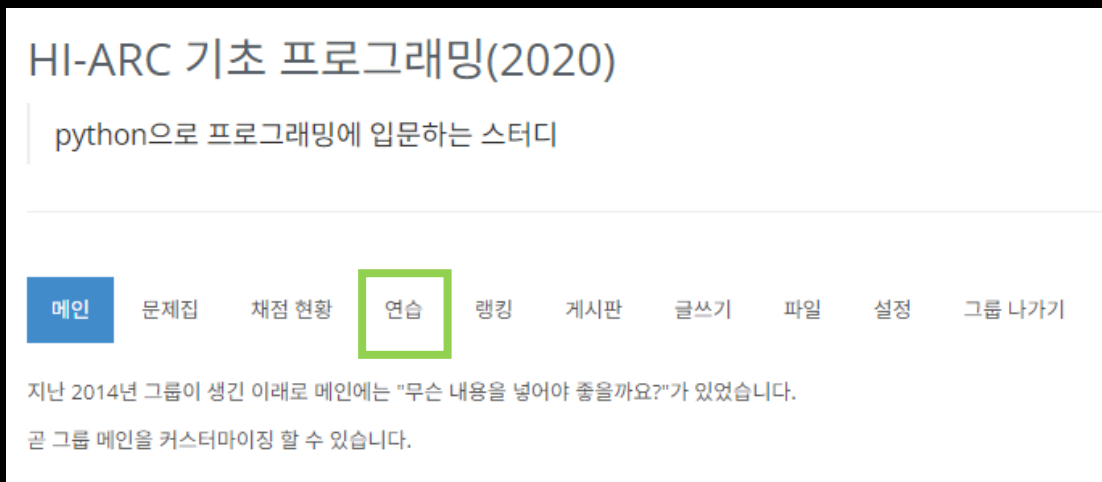 HI-ARC 기초 프로그래밍(2020)
python으로 프로그래밍에 입문하는 스터디
메인 문제집 채점 현황 연습 랭킹 게시판 글쓰기 파일 설정 그룹 나가기
지난 2014년 그룹이 생긴 이래로 메인에는 "무슨 내용을 넣어야 좋을까요?"가 있었습니다.
곧 그룹 메인을 커스터마이징 할 수 있습니다.